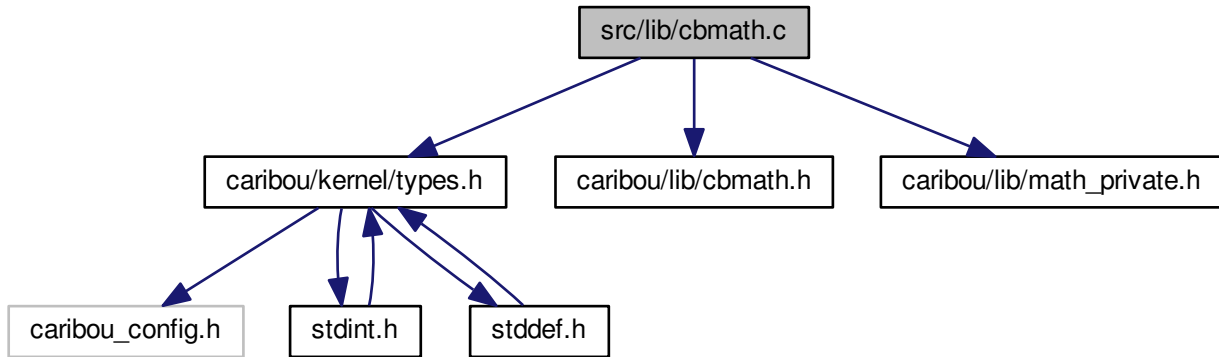 src/lib/cbmath.c
caribou/kernel/types.h
caribou/lib/cbmath.h
caribou/lib/math_private.h
caribou_config.h
stdint.h
stddef.h